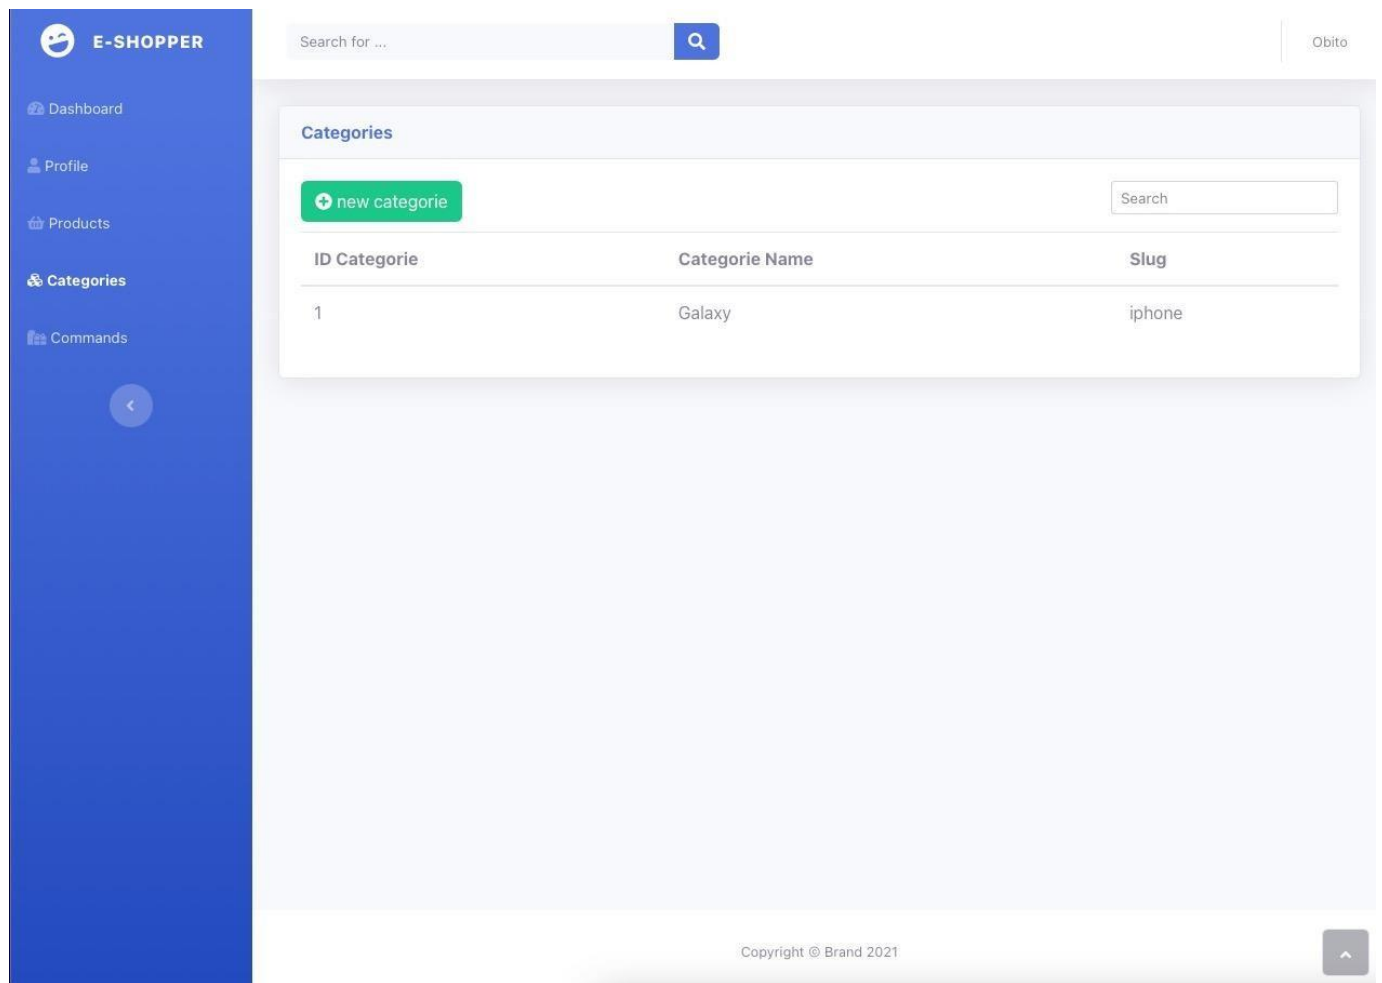 E-SHOPPER
Search for ...
Obito
Dashboard
Profile
Products
Categories
Commands
Categories
new categorie
Search
ID Categorie Categorie Name Slug
1 Galaxy iphone
Copyright © Brand 2021